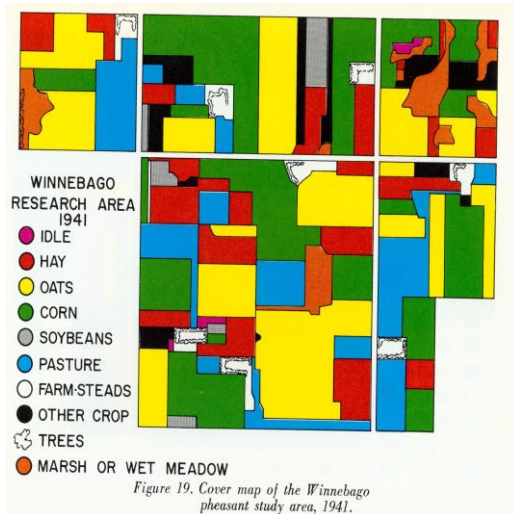 WINNEBAGO
RESEARCH AREA
1941
IDLE
HAY
OATS
CORN
SOYBEANS
PASTURE
FARM-STEADS
OTHER CROP
TREES
MARSH OR WET MEADOW
Figure 19. Cover map of the Winnebago
pheasant study area, 1941.